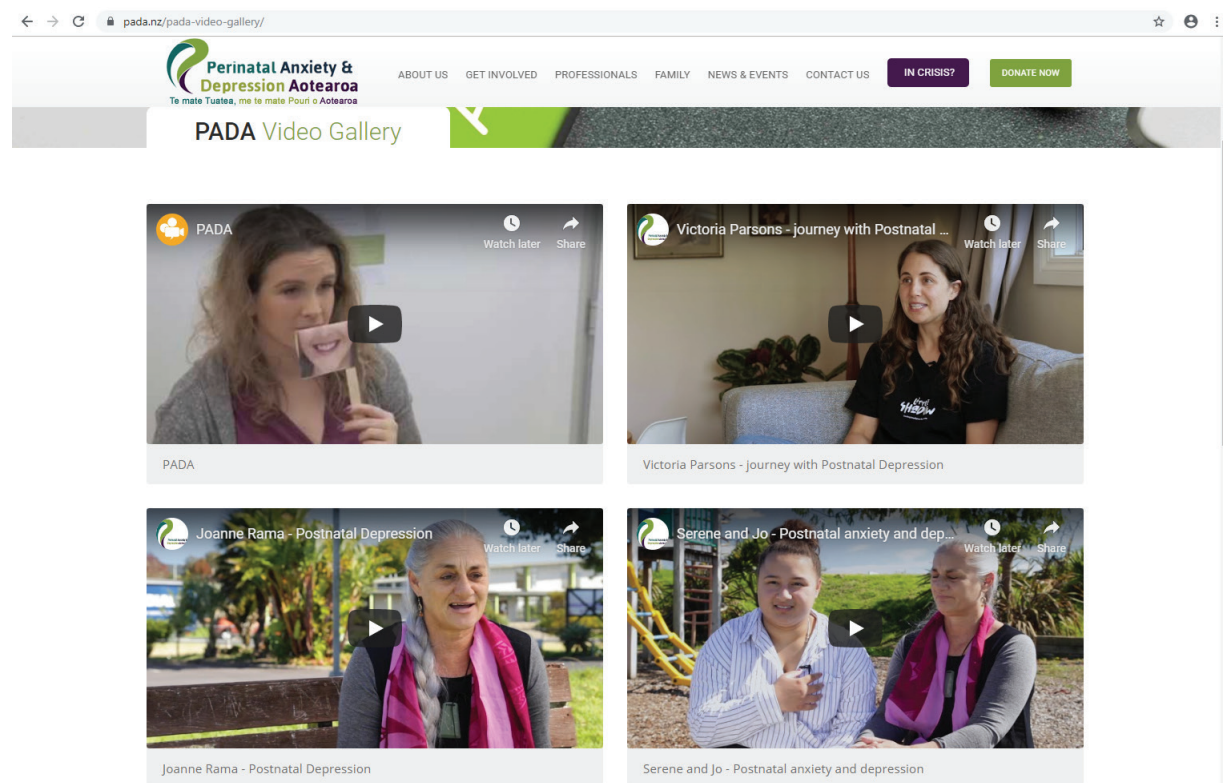 pada.nz/pada-video-gallery/
Perinatal Anxiety &
Depression Aotearoa
Te mate Tuatea, me te mate Pouri o Aotearoa
ABOUT US GET INVOLVED PROFESSIONALS FAMILY NEWS & EVENTS CONTACT US IN CRISIS? DONATE NOW
PADA Video Gallery
PADA Watch later Share
Victoria Parsons - journey with Postnatal ... Watch later Share
PADA
Victoria Parsons - journey with Postnatal Depression
Joanne Rama - Postnatal Depression Watch later Share
Serene and Jo - Postnatal anxiety and dep... Watch later Share
Joanne Rama - Postnatal Depression
Serene and Jo - Postnatal anxiety and depression